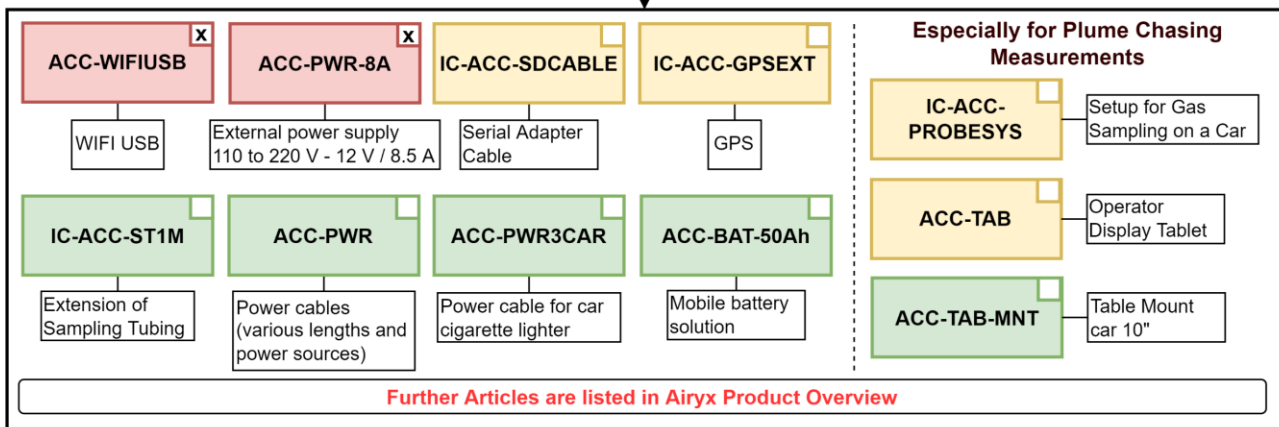 x
ACC-WIFIUSB
WIFI USB
x
ACC-PWR-8A
External power supply
110 to 220 V - 12 V / 8.5 A
IC-ACC-SDCABLE
Serial Adapter
Cable
IC-ACC-GPSEXT
GPS
IC-ACC-ST1M
Extension of
Sampling Tubing
ACC-PWR
Power cables
(various lengths and
power sources)
ACC-PWR3CAR
Power cable for car
cigarette lighter
ACC-BAT-50Ah
Mobile battery
solution
Especially for Plume Chasing
Measurements
IC-ACC-
PROBESYS
Setup for Gas
Sampling on a Car
ACC-TAB
Operator
Display Tablet
ACC-TAB-MNT
Table Mount
car 10"
Further Articles are listed in Airyx Product Overview